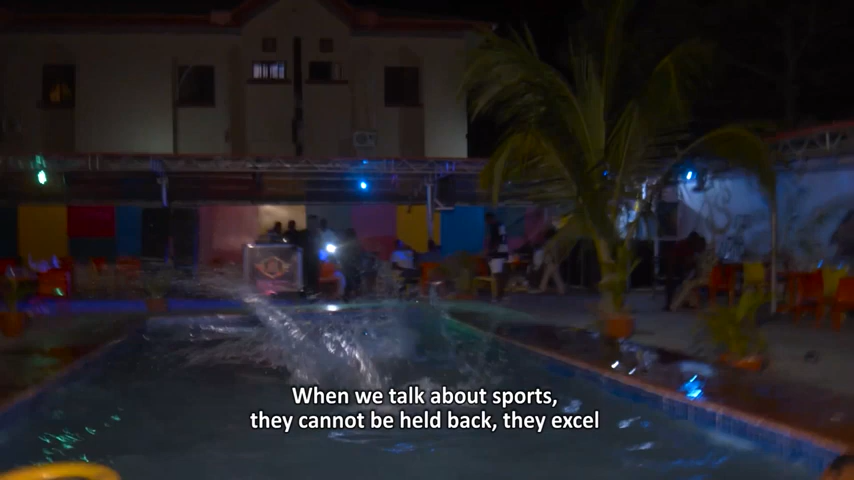 When we talk about sports,
they cannot be held back, they excel